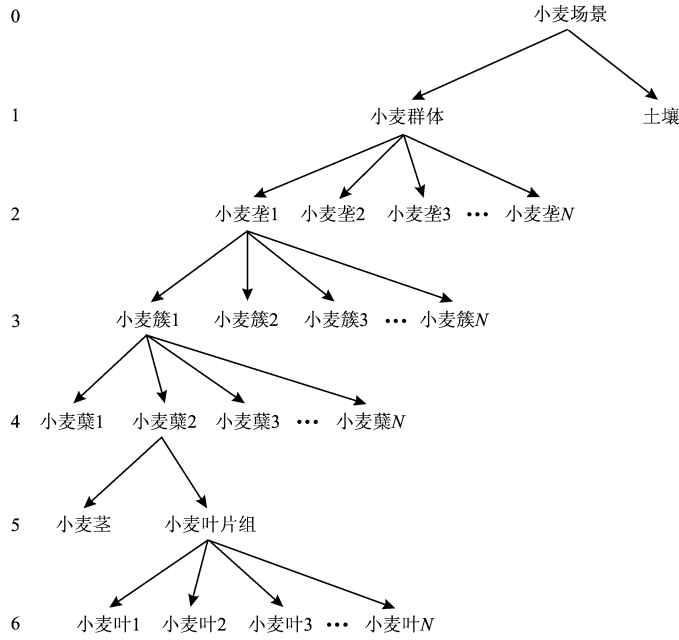 0 小麦场景
1 小麦群体 土壤
2 小麦垄1 小麦垄2 小麦垄3 ••• 小麦垄N
3 小麦簇1 小麦簇2 小麦簇3 ••• 小麦簇N
4 小麦蘖1 小麦蘖2 小麦蘖3 ••• 小麦蘖N
5 小麦茎 小麦叶片组
6 小麦叶1 小麦叶2 小麦叶3 ••• 小麦叶N